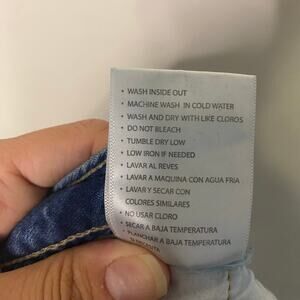 • WASH INSIDE OUT
• MACHINE WASH IN COLD WATER
• WASH AND DRY WITH LIKE CLOROS
• DO NOT BLEACH
• TUMBLE DRY LOW
• LOW IRON IF NEEDED
• LAVAR AL REVES
• LAVAR A MAQUINA CON AGUA FRIA
• LAVAR Y SECAR CON
COLORES SIMILARES
• NO USAR CLORO
• SECAR A BAJA TEMPERATURA
• PLANCHAR A BAJA TEMPERATURA